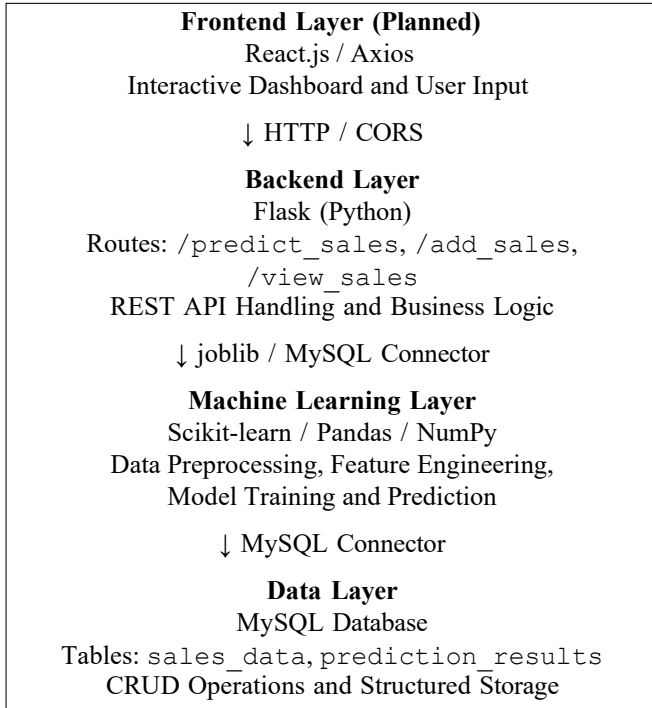 Frontend Layer (Planned)
React.js / Axios
Interactive Dashboard and User Input
↓ HTTP / CORS
Backend Layer
Flask (Python)
Routes: /predict_sales, /add_sales,
/view_sales
REST API Handling and Business Logic
↓ joblib / MySQL Connector
Machine Learning Layer
Scikit-learn / Pandas / NumPy
Data Preprocessing, Feature Engineering,
Model Training and Prediction
↓ MySQL Connector
Data Layer
MySQL Database
Tables: sales_data, prediction_results
CRUD Operations and Structured Storage